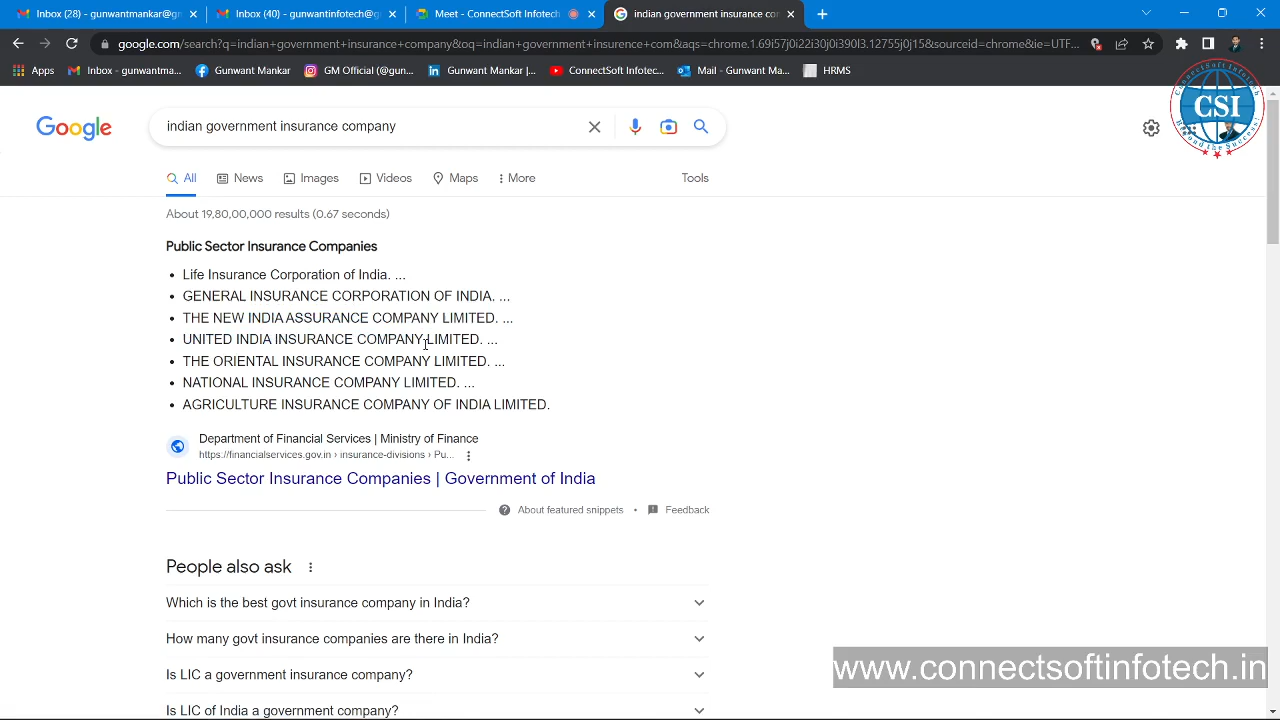 Inbox (28) - gunwantmankar@gm
Inbox (40) - gunwantinfotech@g
Meet - ConnectSoft Infotech
indian government insurance con
google.com/search?q=indian+government+insurance+company&oq=indian+government+insurence+com&aqs=chrome.1.69i57j0i22i30j0i390l3.12755j0j15&sourceid=chrome&ie=UTF...
Apps
Inbox - gunwantma...
Gunwant Mankar
GM Official (@gun...
Gunwant Mankar |...
ConnectSoft Infotec...
Mail - Gunwant Ma...
HRMS
ConnectSoft Infotech
CSI
Beyond the Success!
Google
indian government insurance company
All
News
Images
Videos
Maps
More
Tools
About 19,80,00,000 results (0.67 seconds)
Public Sector Insurance Companies
• Life Insurance Corporation of India. ...
• GENERAL INSURANCE CORPORATION OF INDIA. ...
• THE NEW INDIA ASSURANCE COMPANY LIMITED. ...
• UNITED INDIA INSURANCE COMPANY LIMITED. ...
• THE ORIENTAL INSURANCE COMPANY LIMITED. ...
• NATIONAL INSURANCE COMPANY LIMITED. ...
• AGRICULTURE INSURANCE COMPANY OF INDIA LIMITED.
Department of Financial Services | Ministry of Finance
https://financialservices.gov.in › insurance-divisions › Pu...
Public Sector Insurance Companies | Government of India
About featured snippets • Feedback
People also ask
Which is the best govt insurance company in India?
How many govt insurance companies are there in India?
Is LIC a government insurance company?
Is LIC of India a government company?
www.connectsoftinfotech.in